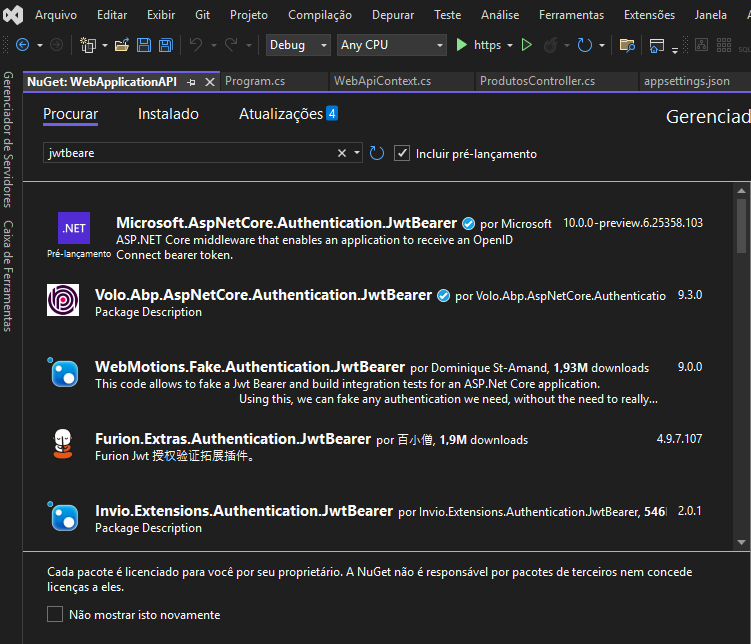 Arquivo Editar Exibir Git Projeto Compilação Depurar Teste Análise Ferramentas Extensões Janela
Debug Any CPU https
NuGet: WebApplicationAPI Program.cs WebApiContext.cs ProdutosController.cs appsettings.json
Gerenciador de Servidores
Caixa de Ferramentas
Procurar Instalado Atualizações 4 Gerenciad
jwtbeare Incluir pré-lançamento
.NET
Pré-lançamento
Microsoft.AspNetCore.Authentication.JwtBearer por Microsoft 10.0.0-preview.6.25358.103
ASP.NET Core middleware that enables an application to receive an OpenID
Connect bearer token.
Volo.Abp.AspNetCore.Authentication.JwtBearer por Volo.Abp.AspNetCore.Authenticatio 9.3.0
Package Description
WebMotions.Fake.Authentication.JwtBearer por Dominique St-Amand, 1,93M downloads 9.0.0
This code allows to fake a Jwt Bearer and build integration tests for an ASP.Net Core application.
Using this, we can fake any authentication we need, without the need to really...
Furion.Extras.Authentication.JwtBearer por 百小僧, 1,9M downloads 4.9.7.107
Furion Jwt 授权验证拓展插件。
Invio.Extensions.Authentication.JwtBearer por Invio.Extensions.Authentication.JwtBearer, 546 2.0.1
Package Description
Cada pacote é licenciado para você por seu proprietário. A NuGet não é responsável por pacotes de terceiros nem concede
licenças a eles.
Não mostrar isto novamente